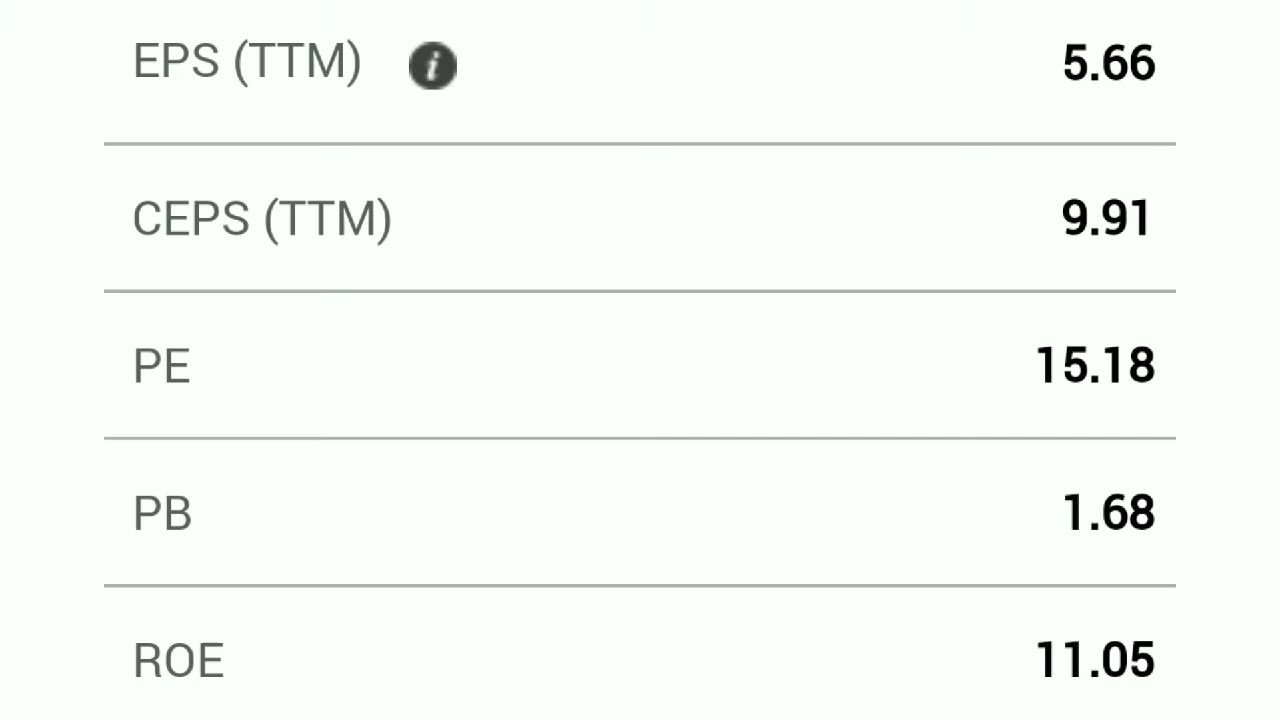 EPS (TTM) i 5.66
CEPS (TTM) 9.91
PE 15.18
PB 1.68
ROE 11.05